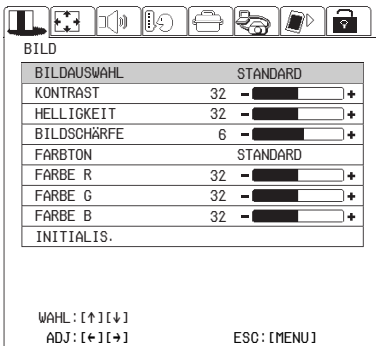 BILD
BILDAUSWAHL STANDARD
KONTRAST 32 - +
HELLIGKEIT 32 - +
BILDSCHÄRFE 6 - +
FARBTON STANDARD
FARBE R 32 - +
FARBE G 32 - +
FARBE B 32 - +
INITIALIS.
WAHL:[↑][↓]
ADJ:[←][→] ESC:[MENU]